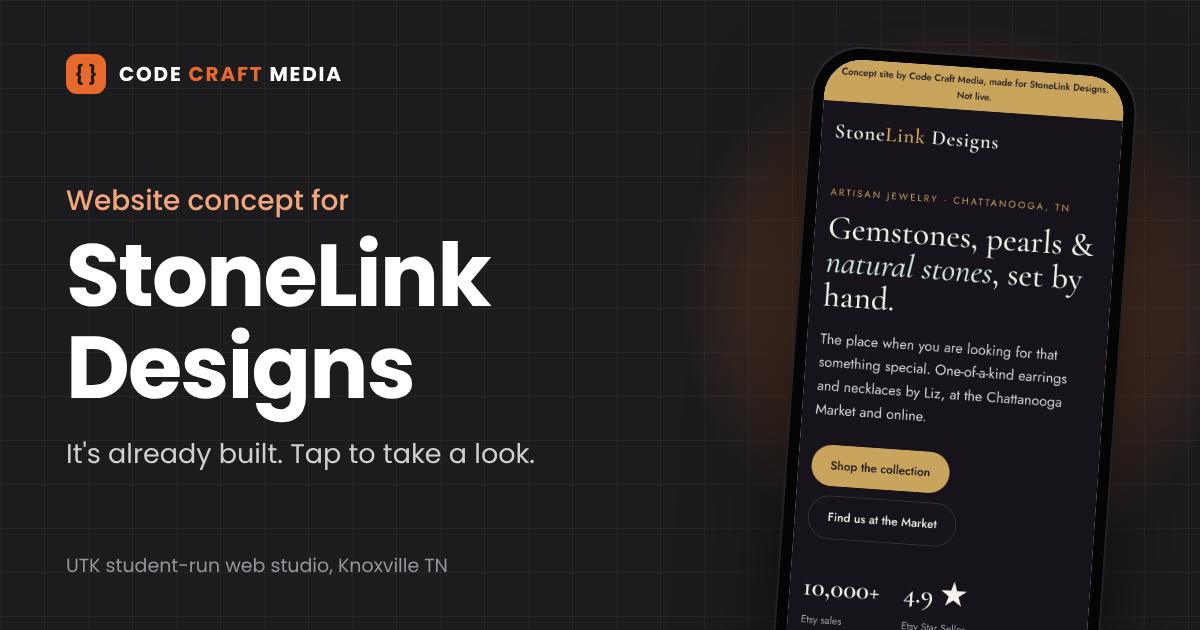 { } CODE CRAFT MEDIA
Website concept for
StoneLink
Designs
It's already built. Tap to take a look.
UTK student-run web studio, Knoxville TN
Concept site by Code Craft Media, made for StoneLink Designs.
Not live.
StoneLink Designs
ARTISAN JEWELRY · CHATTANOOGA, TN
Gemstones, pearls &
natural stones, set by
hand.
The place when you are looking for that
something special. One-of-a-kind earrings
and necklaces by Liz, at the Chattanooga
Market and online.
Shop the collection
Find us at the Market
10,000+
Etsy sales
4.9 ★
Etsy Star Seller